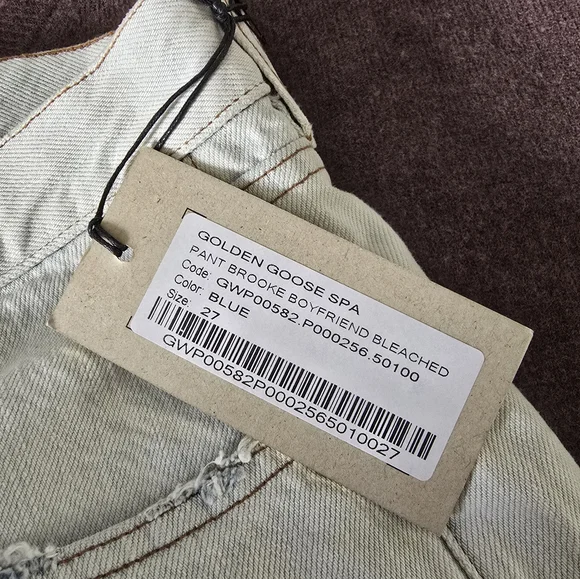 GOLDEN GOOSE SPA
PANT BROOKE BOYFRIEND BLEACHED
Code: GWP00582.P000256.50100
Color: BLUE
Size: 27
GWP00582P0002565010027